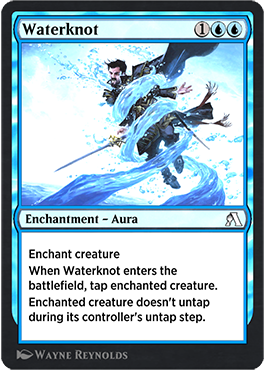 Waterknot 1
Enchantment – Aura
Enchant creature
When Waterknot enters the
battlefield, tap enchanted creature.
Enchanted creature doesn't untap
during its controller's untap step.
Wayne Reynolds